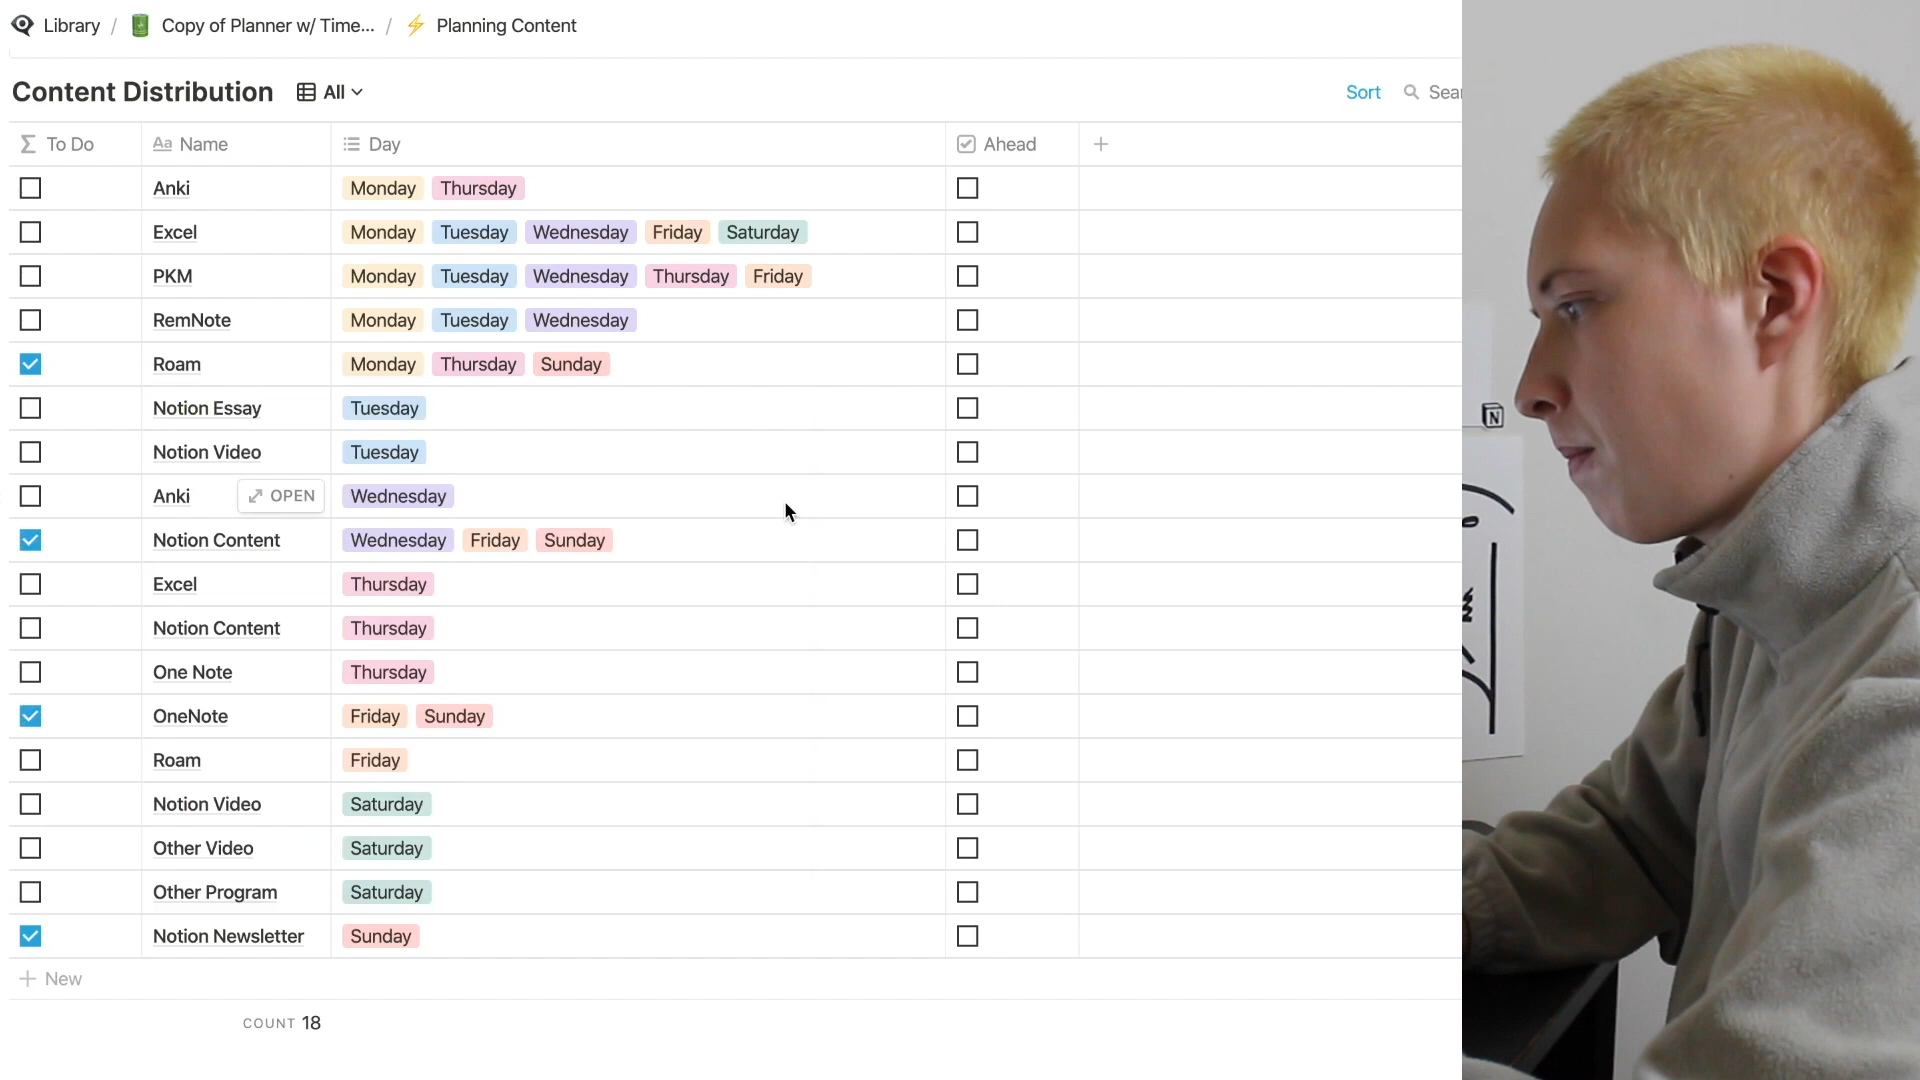 Library / Copy of Planner w/ Time... / Planning Content
Content Distribution All Sort Sear
To Do Aa Name Day Ahead
Anki Monday Thursday
Excel Monday Tuesday Wednesday Friday Saturday
PKM Monday Tuesday Wednesday Thursday Friday
RemNote Monday Tuesday Wednesday
Roam Monday Thursday Sunday
Notion Essay Tuesday
Notion Video Tuesday
Anki OPEN Wednesday
Notion Content Wednesday Friday Sunday
Excel Thursday
Notion Content Thursday
One Note Thursday
OneNote Friday Sunday
Roam Friday
Notion Video Saturday
Other Video Saturday
Other Program Saturday
Notion Newsletter Sunday
+ New
COUNT 18
N